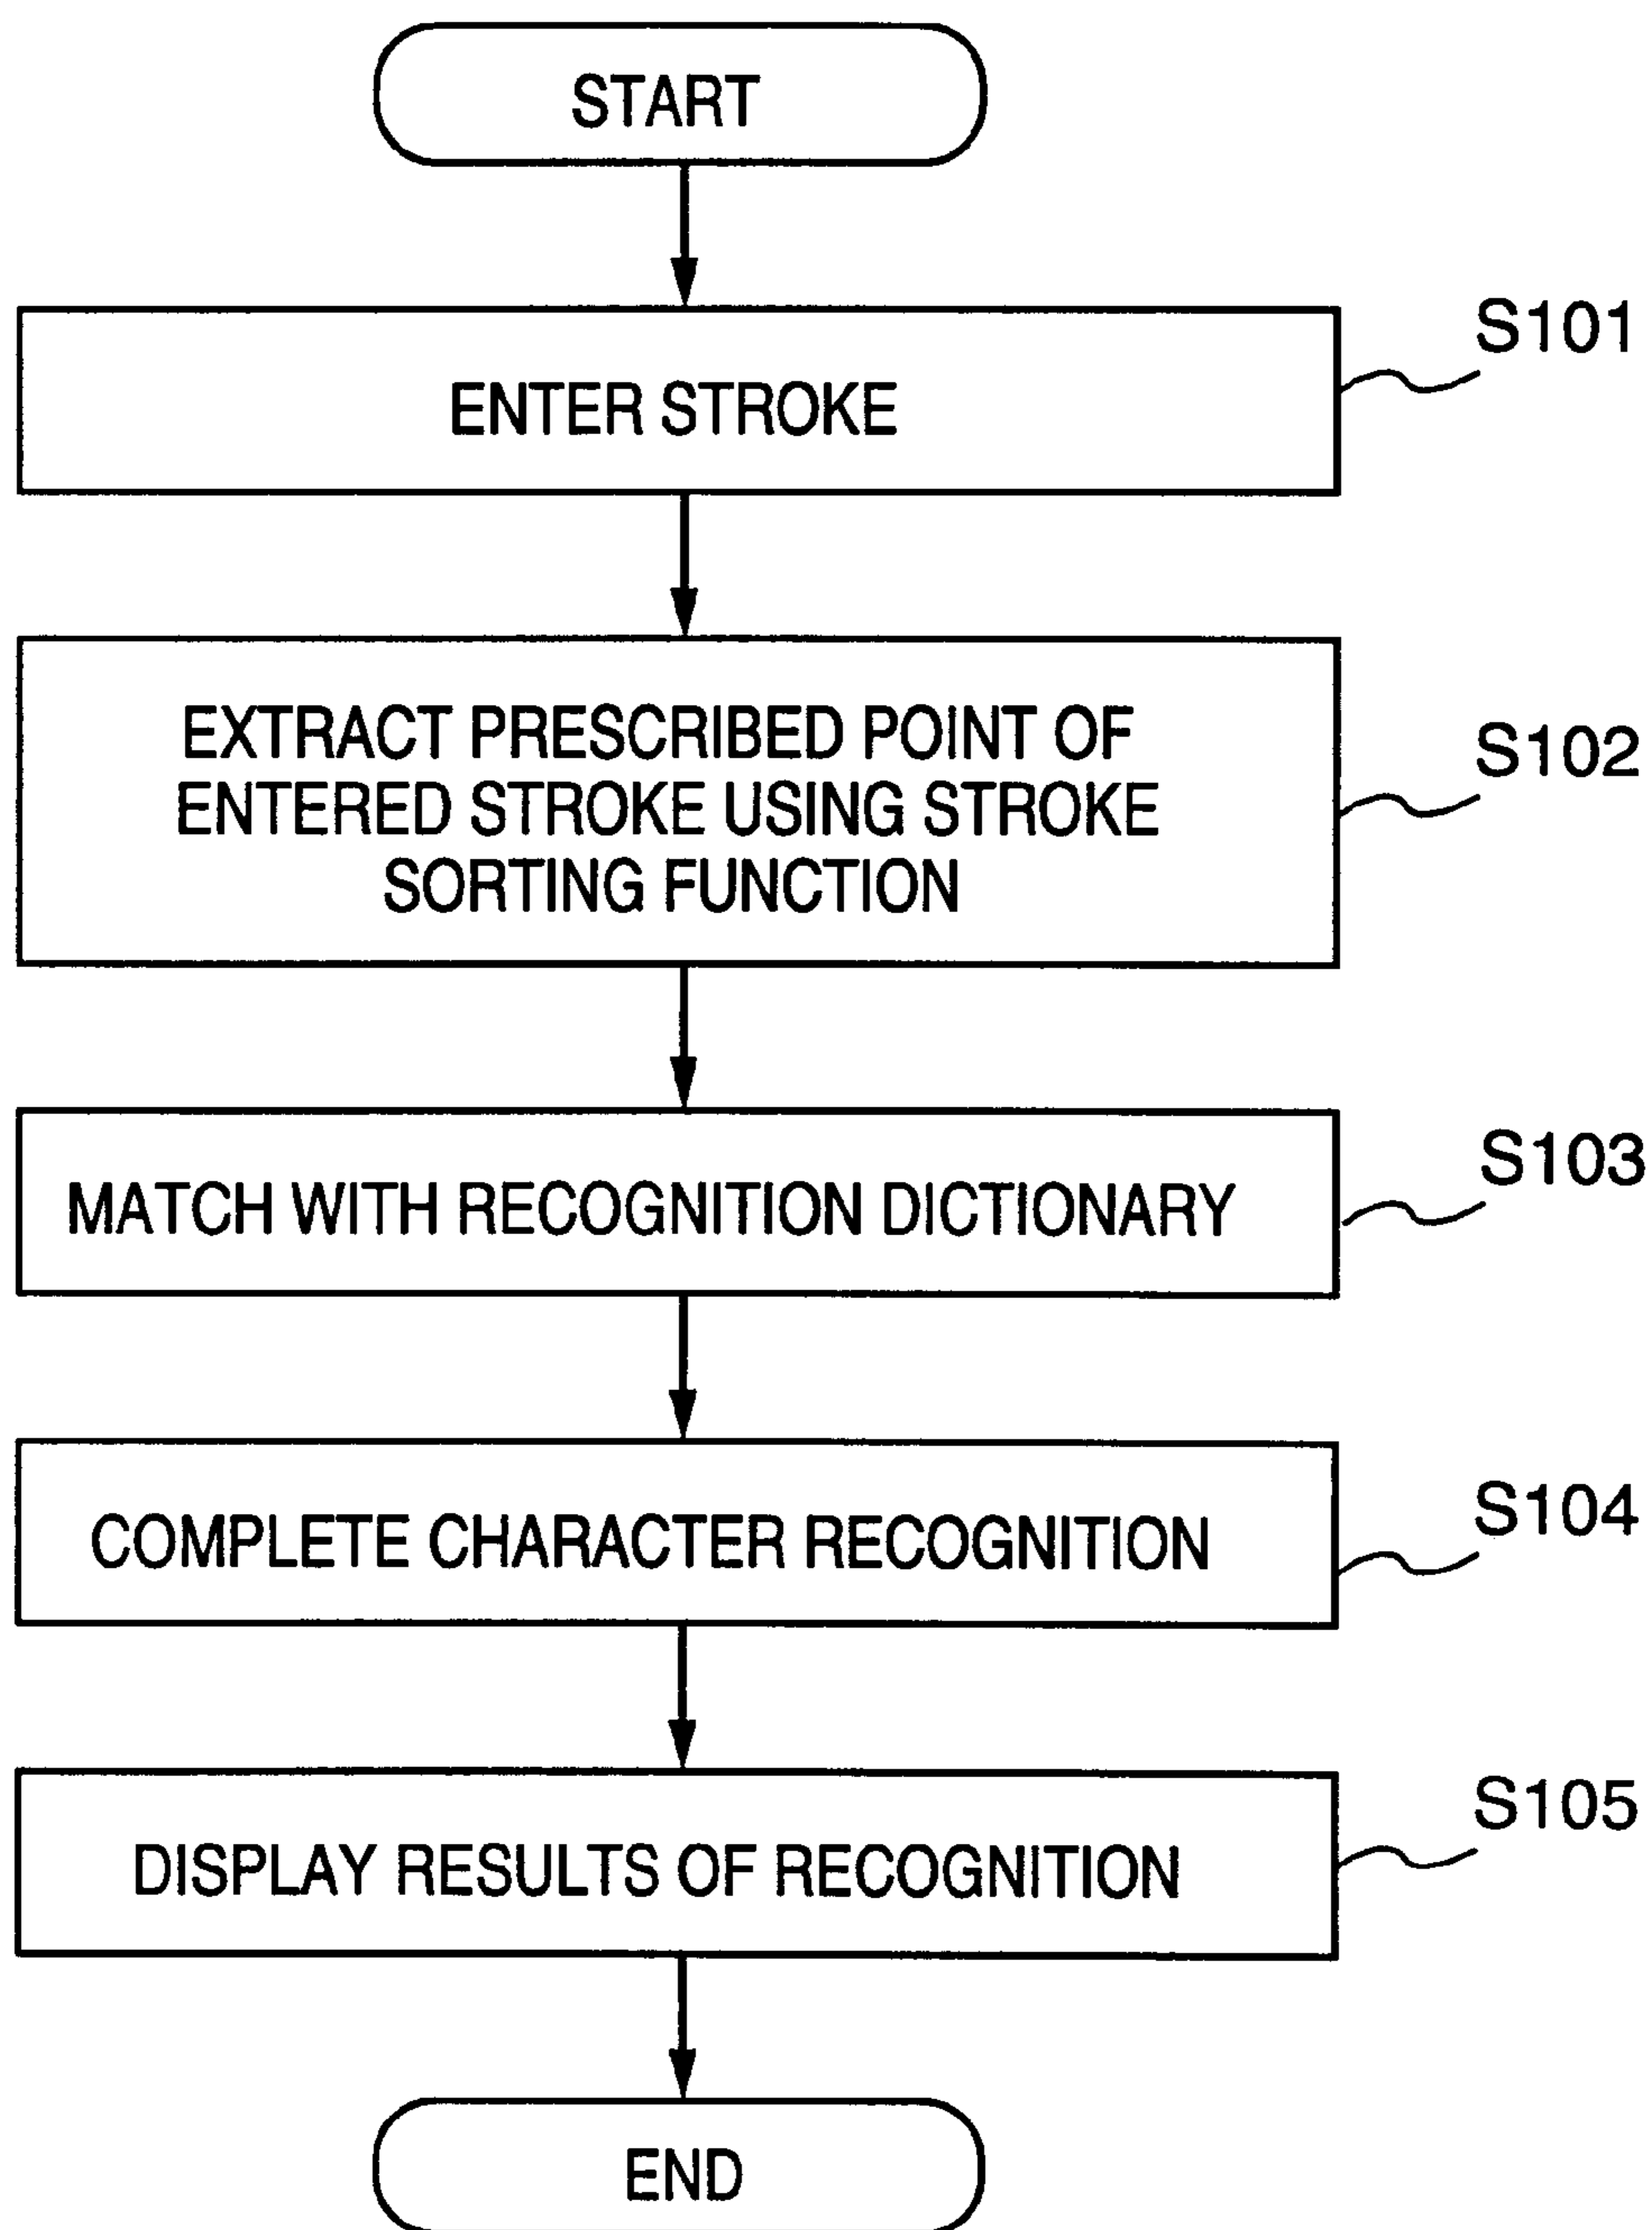 START
S101
ENTER STROKE
S102
EXTRACT PRESCRIBED POINT OF
ENTERED STROKE USING STROKE
SORTING FUNCTION
S103
MATCH WITH RECOGNITION DICTIONARY
S104
COMPLETE CHARACTER RECOGNITION
S105
DISPLAY RESULTS OF RECOGNITION
END